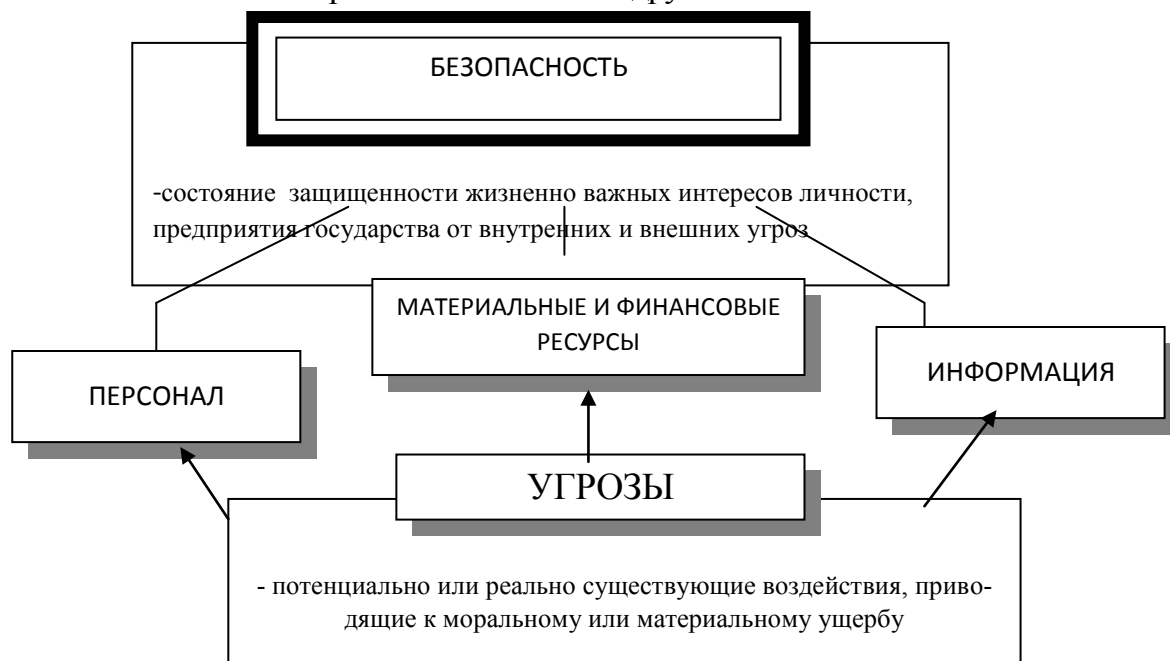 БЕЗОПАСНОСТЬ
-состояние защищенности жизненно важных интересов личности,
предприятия государства от внутренних и внешних угроз
МАТЕРИАЛЬНЫЕ И ФИНАНСОВЫЕ
РЕСУРСЫ
ПЕРСОНАЛ
ИНФОРМАЦИЯ
УГРОЗЫ
- потенциально или реально существующие воздействия, приво-
дящие к моральному или материальному ущербу